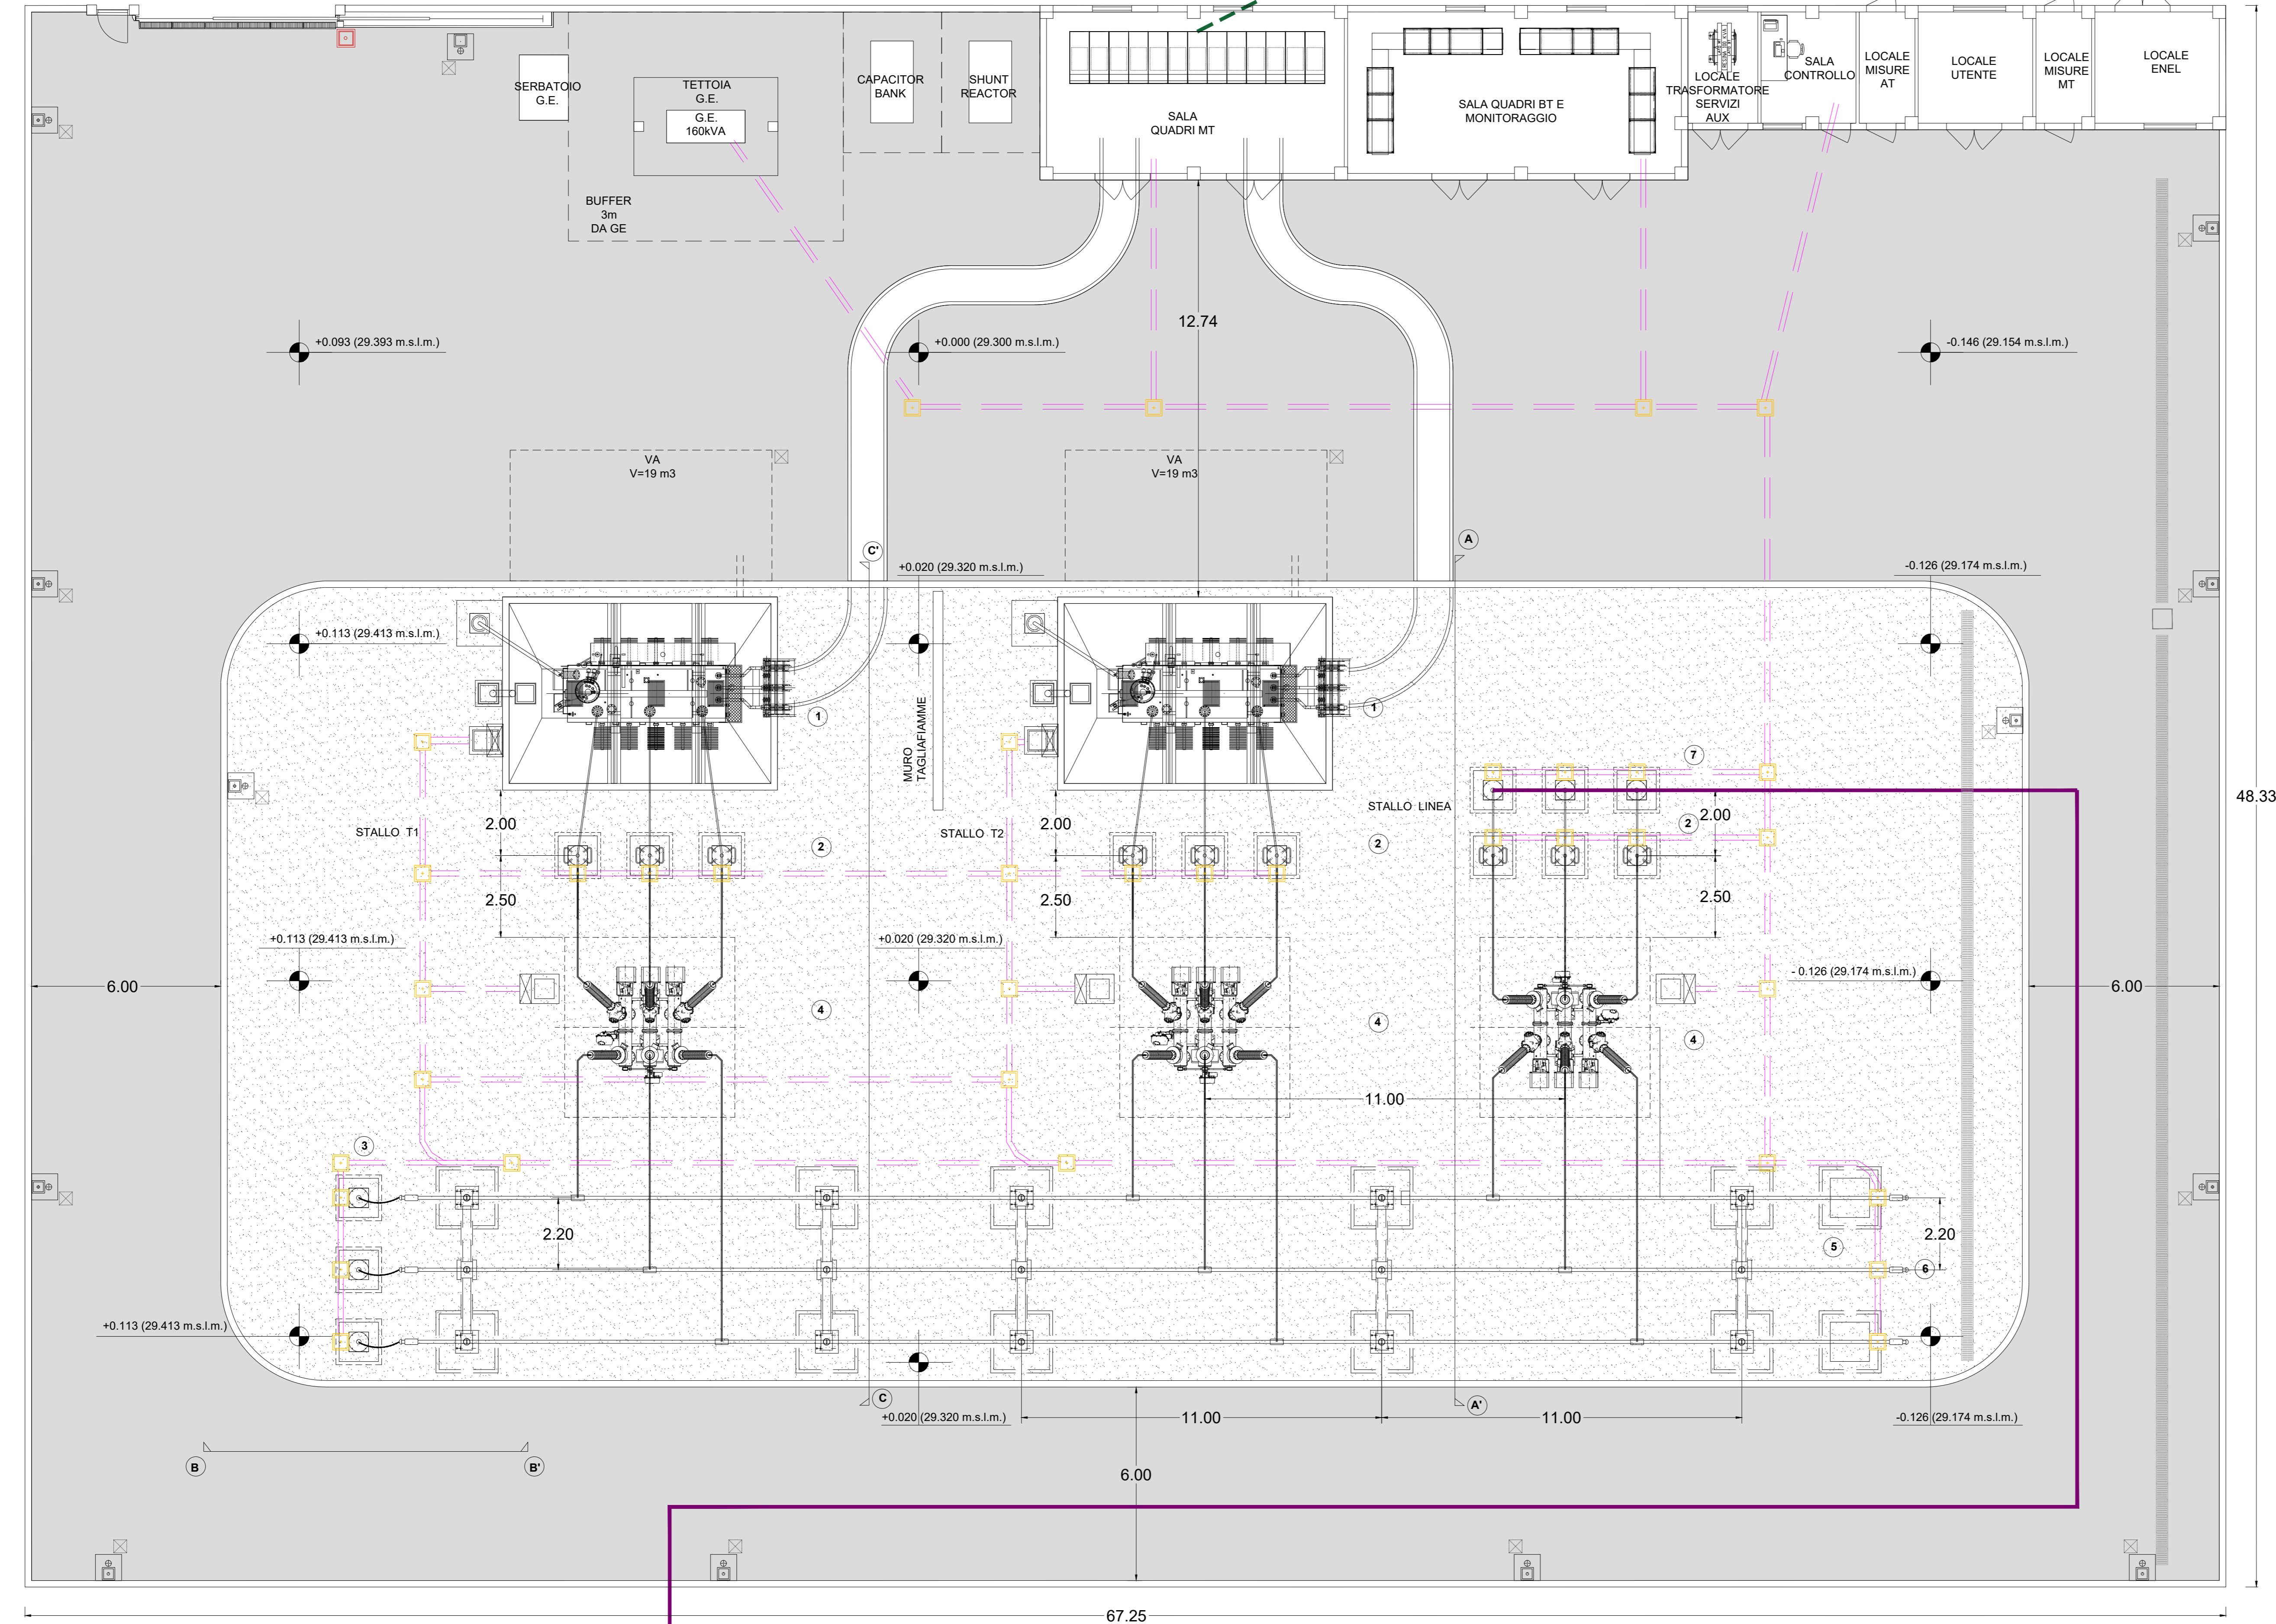 SERBATOIO
G.E.
TETTOIA
G.E.
G.E.
160kVA
BUFFER
3m
DA GE
CAPACITOR
BANK
SHUNT
REACTOR
SALA
QUADRI MT
SALA QUADRI BT E
MONITORAGGIO
LOCALE
TRASFORMATORE
SERVIZI
AUX
SALA
CONTROLLO
LOCALE
MISURE
AT
LOCALE
UTENTE
LOCALE
MISURE
MT
LOCALE
ENEL
12.74
+0.093 (29.393 m.s.l.m.)
+0.000 (29.300 m.s.l.m.)
-0.146 (29.154 m.s.l.m.)
VA
V=19 m3
VA
V=19 m3
C'
A
+0.020 (29.320 m.s.l.m.)
-0.126 (29.174 m.s.l.m.)
+0.113 (29.413 m.s.l.m.)
MURO
TAGLIAFIAMME
1
1
7
STALLO LINEA
48.33
STALLO T1
2.00
2
STALLO T2
2.00
2
2
2.00
2.50
2.50
2.50
+0.113 (29.413 m.s.l.m.)
+0.020 (29.320 m.s.l.m.)
- 0.126 (29.174 m.s.l.m.)
6.00
6.00
4
4
4
11.00
3
2.20
2.20
5
6
+0.113 (29.413 m.s.l.m.)
C
A'
+0.020 (29.320 m.s.l.m.)
11.00
11.00
-0.126 (29.174 m.s.l.m.)
B
B'
6.00
67.25